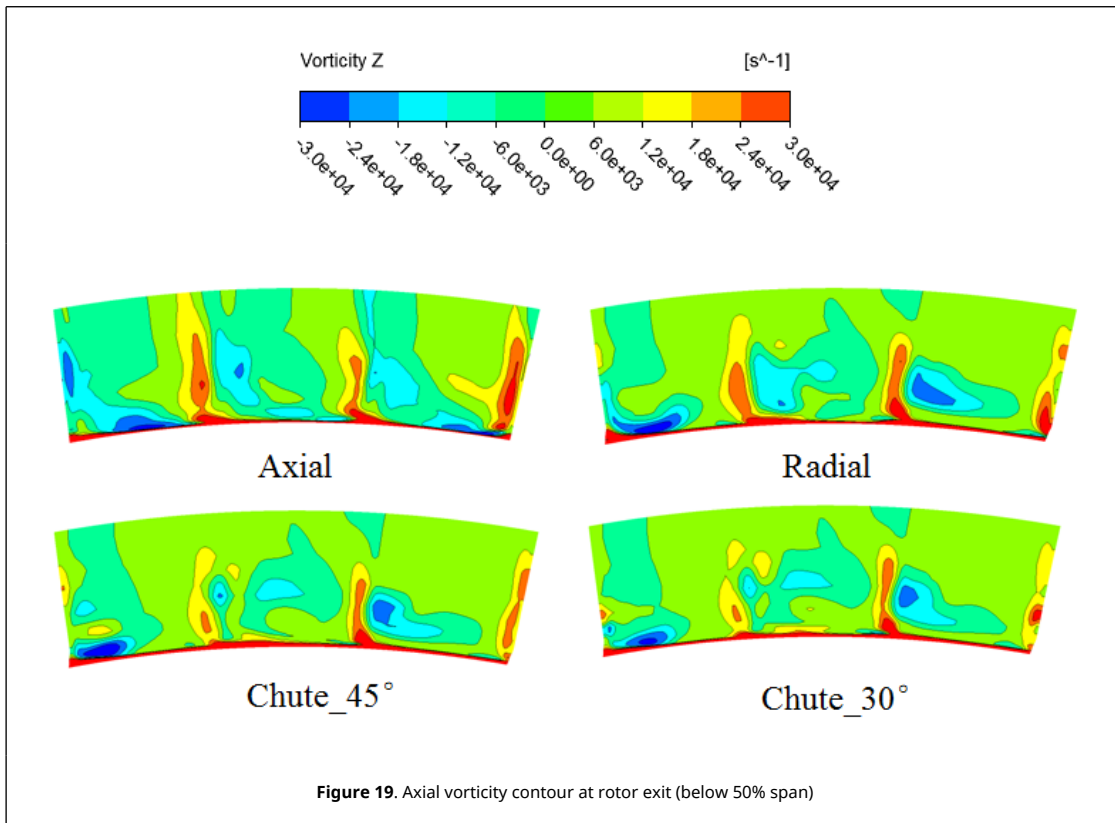 Vorticity Z [s^-1]
-3.0e+04 -2.4e+04 -1.8e+04 -1.2e+04 -6.0e+03 0.0e+00 6.0e+03 1.2e+04 1.8e+04 2.4e+04 3.0e+04
Axial Radial
Chute_45° Chute_30°
Figure 19. Axial vorticity contour at rotor exit (below 50% span)